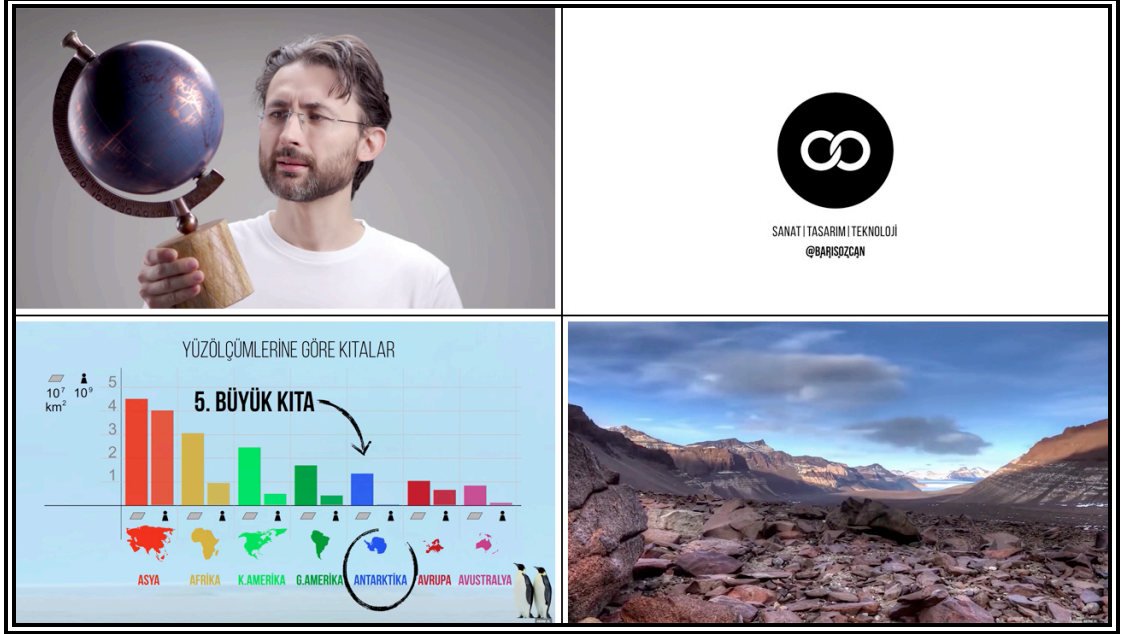 SANAT|TASARIM|TEKNOLOJİ
@BARISOZCAN
YÜZÖLÇÜMLERİNE GÖRE KITALAR
10⁷ 10⁹
km²
5
4
3
2
1
5. BÜYÜK KITA
ASYA AFRİKA K.AMERİKA G.AMERİKA ANTARKTİKA AVRUPA AVUSTRALYA